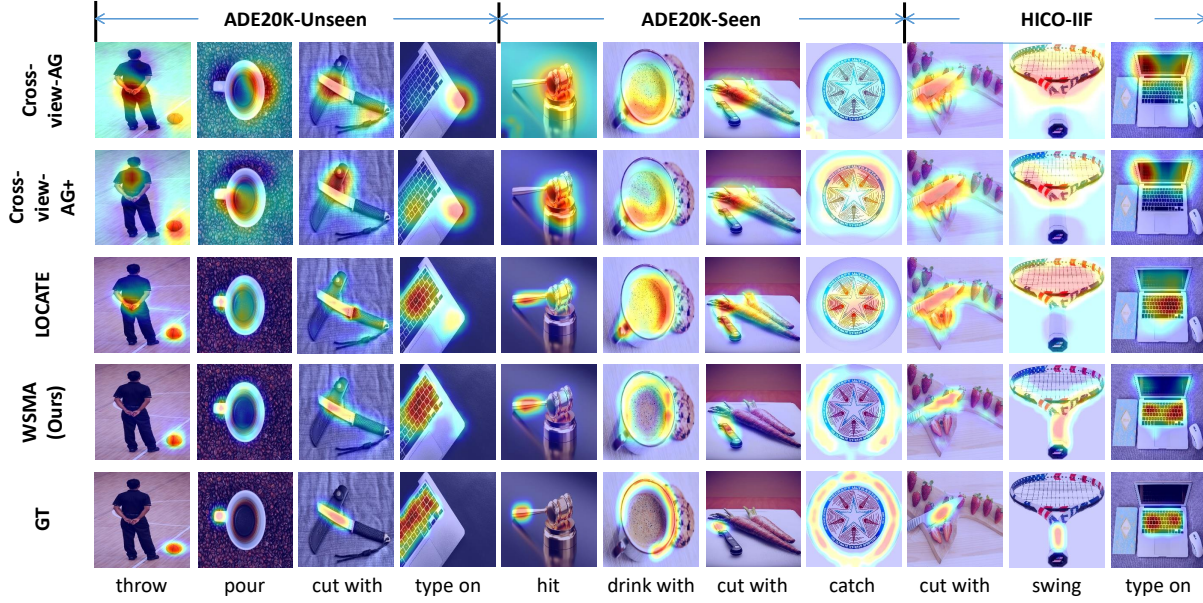 ADE20K-Unseen ADE20K-Seen HICO-IIF
Cross-
view-AG
Cross-
view-
AG+
LOCATE
WSMA
(Ours)
GT
throw pour cut with type on hit drink with cut with catch cut with swing type on